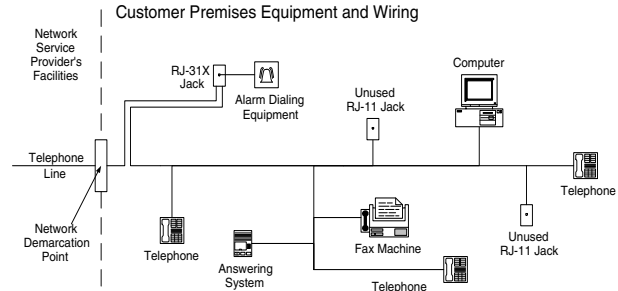 Customer Premises Equipment and Wiring
Network
Service
Provider's
Facilities
RJ-31X
Jack
Alarm Dialing
Equipment
Unused
RJ-11 Jack
Computer
Telephone
Line
Telephone
Network
Demarcation
Point
Telephone
Answering
System
Fax Machine
Telephone
Unused
RJ-11 Jack